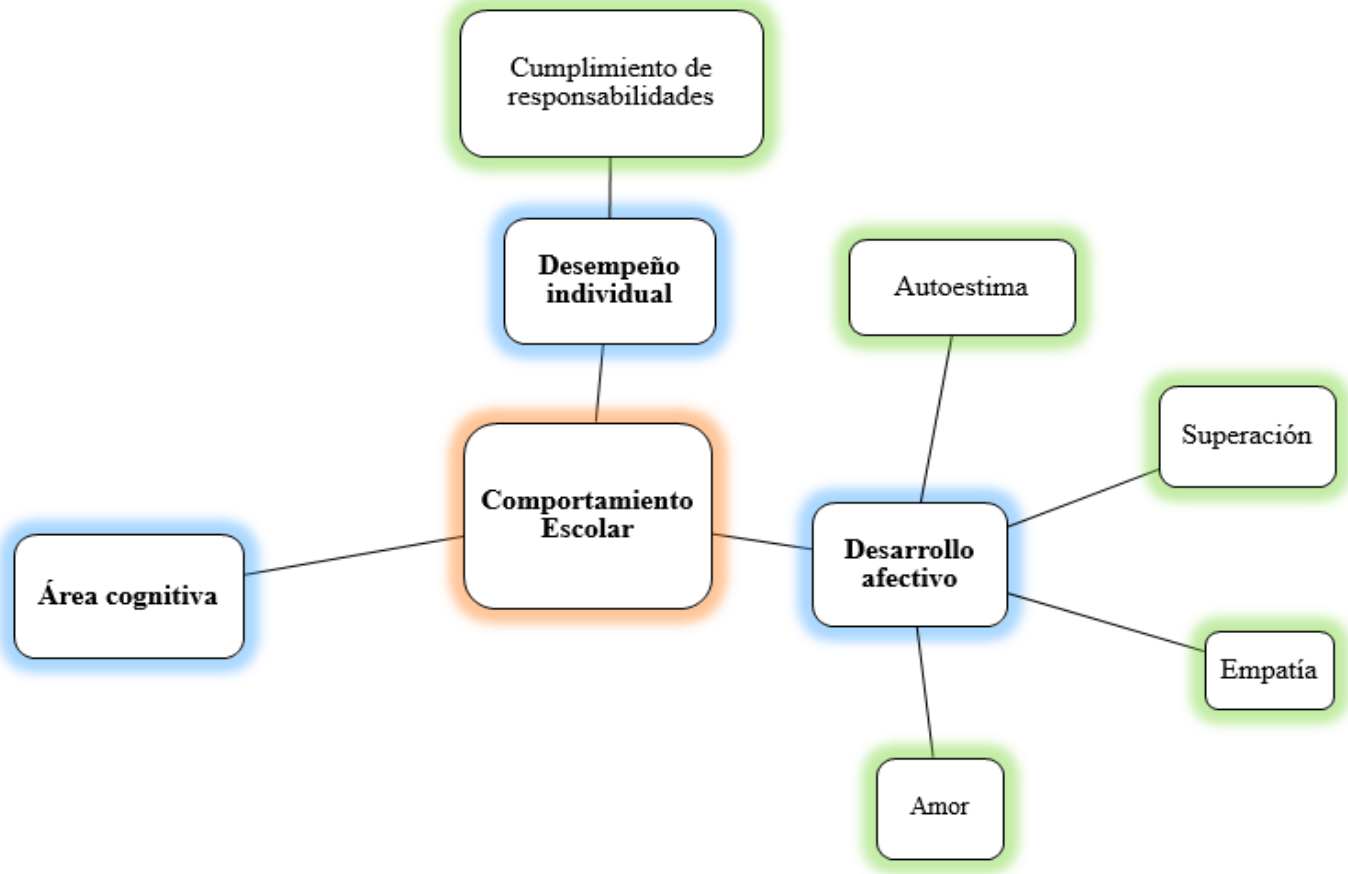 Cumplimiento de
responsabilidades
Desempeño
individual
Autoestima
Superación
Comportamiento
Escolar
Desarrollo
afectivo
Área cognitiva
Empatía
Amor